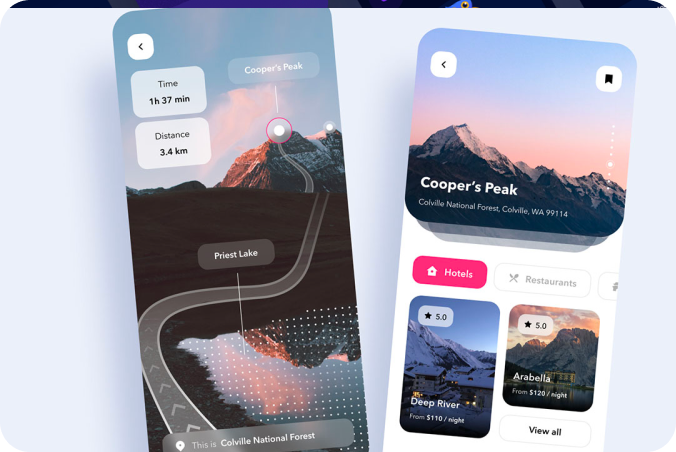 Time
1h 37 min
Distance
3.4 km
Cooper's Peak
Priest Lake
This is Colville National Forest
Cooper's Peak
Colville National Forest, Colville, WA 99114
Hotels
Restaurants
5.0
Deep River
From $110 / night
5.0
Arabella
From $120 / night
View all